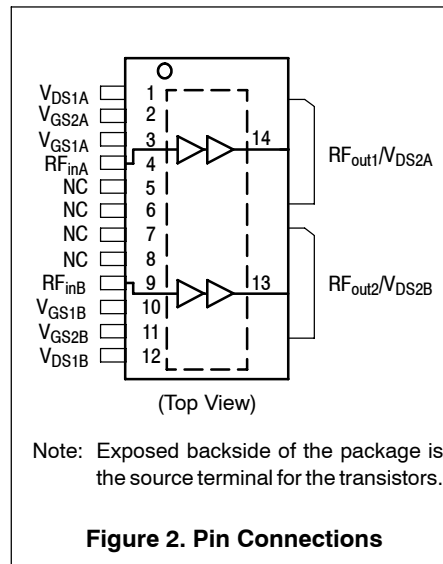 V_DS1A 1
V_GS2A 2
V_GS1A 3
RF_inA 4
NC 5
NC 6
NC 7
NC 8
RF_inB 9
V_GS1B 10
V_GS2B 11
V_DS1B 12
14 RF_out1/V_DS2A
13 RF_out2/V_DS2B
(Top View)
Note: Exposed backside of the package is
the source terminal for the transistors.
Figure 2. Pin Connections